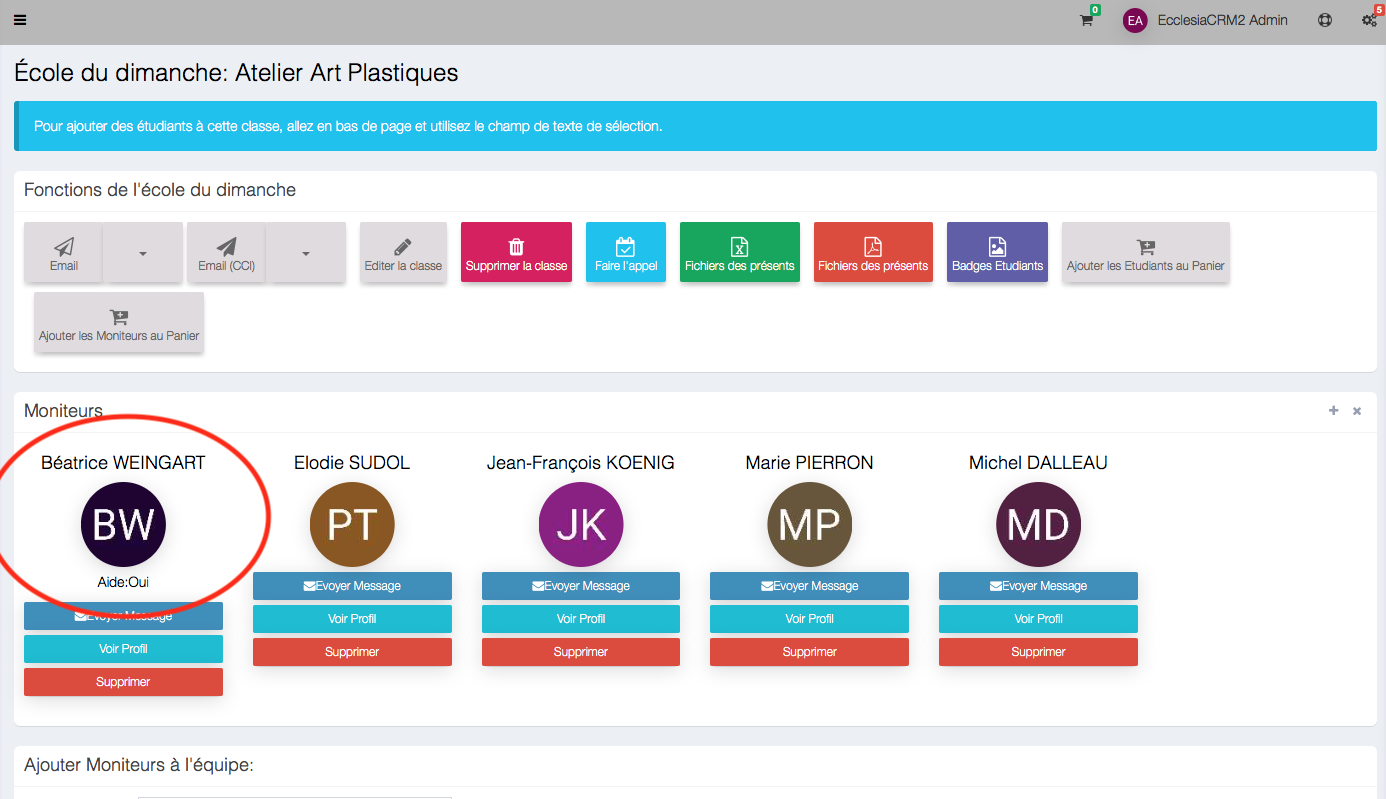 0
EA EcclesiaCRM2 Admin
5
École du dimanche: Atelier Art Plastiques
Pour ajouter des étudiants à cette classe, allez en bas de page et utilisez le champ de texte de sélection.
Fonctions de l'école du dimanche
Email
Email (CCI)
Editer la classe
Supprimer la classe
Faire l'appel
Fichiers des présents
Fichiers des présents
Badges Etudiants
Ajouter les Etudiants au Panier
Ajouter les Moniteurs au Panier
Moniteurs
Béatrice WEINGART
BW
Aide:Oui
Evoyer Message
Voir Profil
Supprimer
Elodie SUDOL
PT
Evoyer Message
Voir Profil
Supprimer
Jean-François KOENIG
JK
Evoyer Message
Voir Profil
Supprimer
Marie PIERRON
MP
Evoyer Message
Voir Profil
Supprimer
Michel DALLEAU
MD
Evoyer Message
Voir Profil
Supprimer
Ajouter Moniteurs à l'équipe: